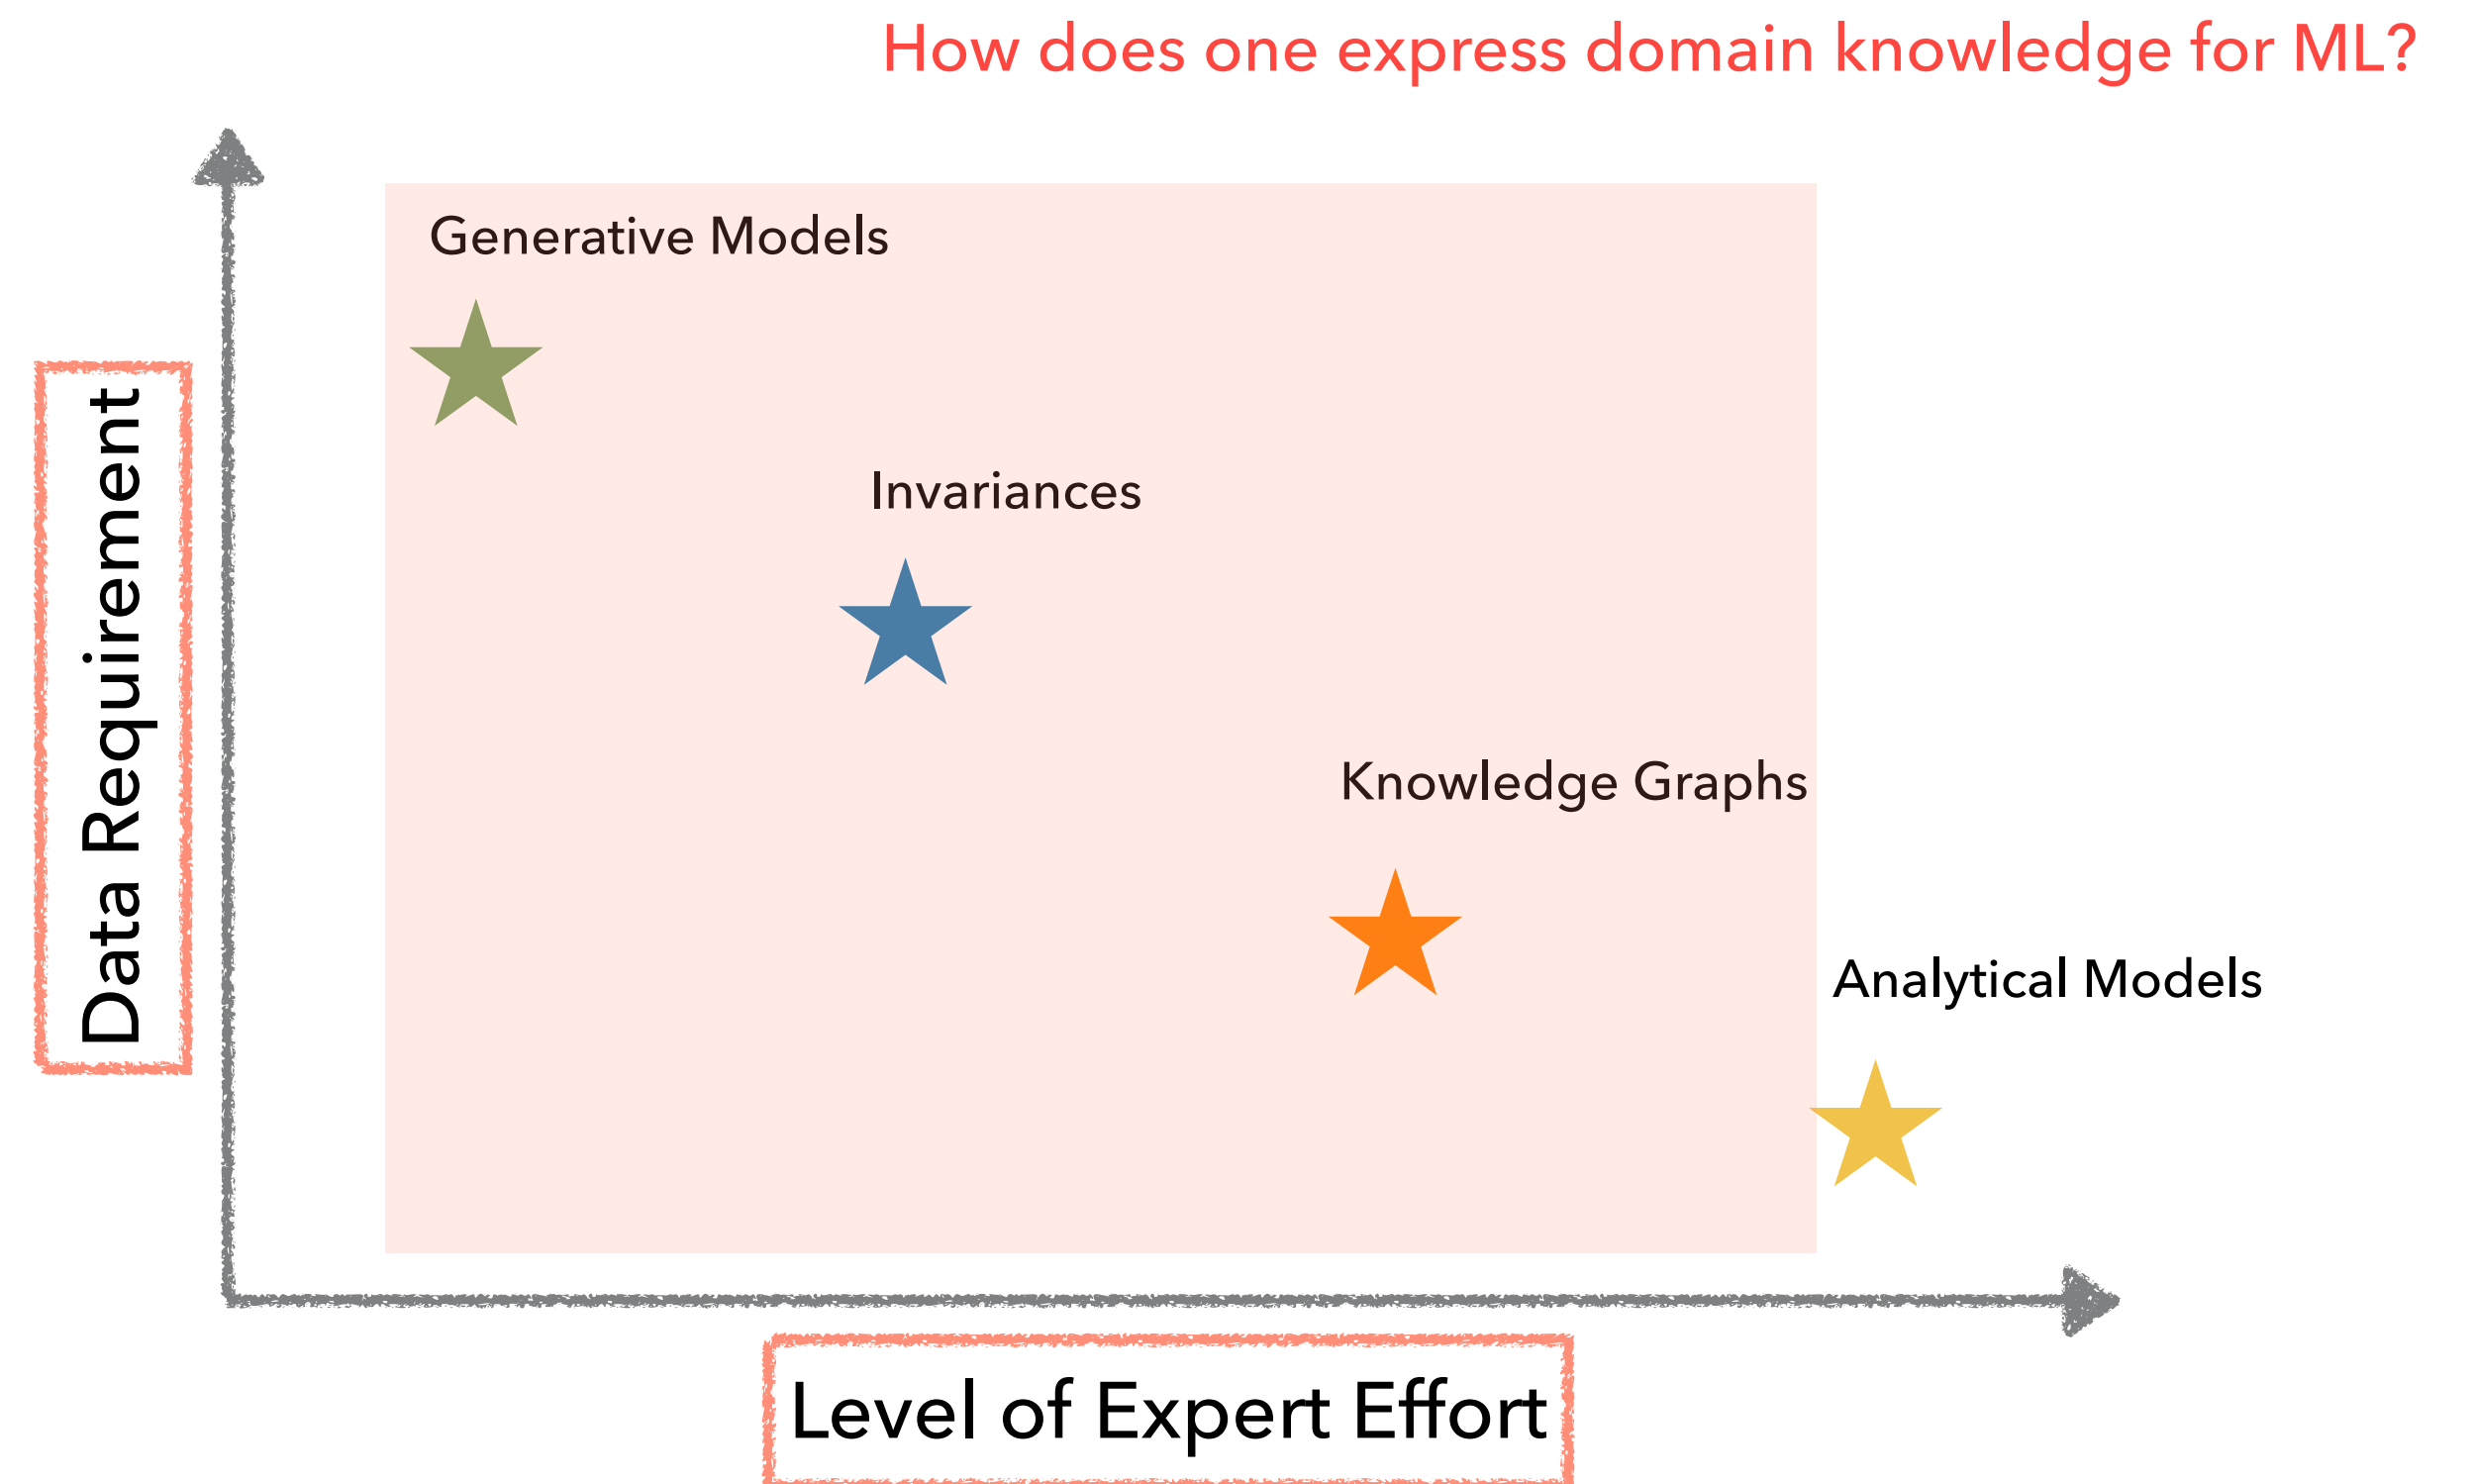 How does one express domain knowledge for ML?
Generative Models
Invariances
Knowledge Graphs
Analytical Models
Data Requirement
Level of Expert Effort